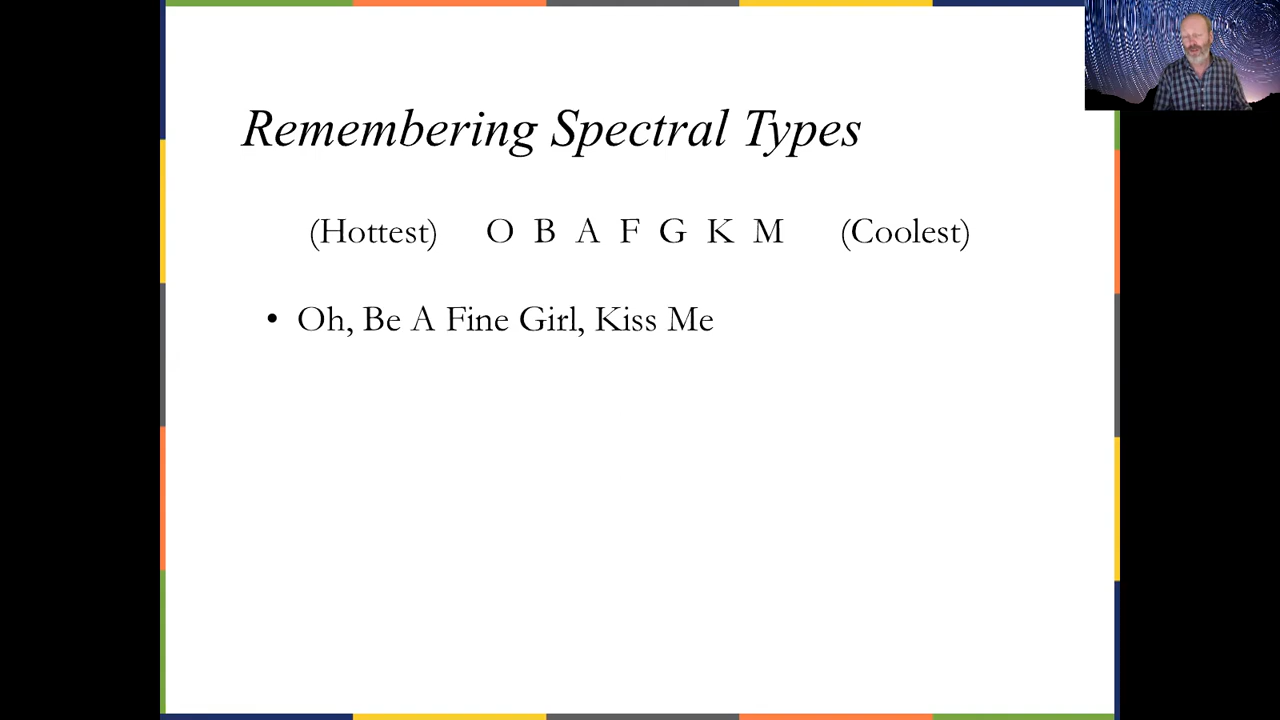 Remembering Spectral Types
(Hottest) O B A F G K M (Coolest)
• Oh, Be A Fine Girl, Kiss Me